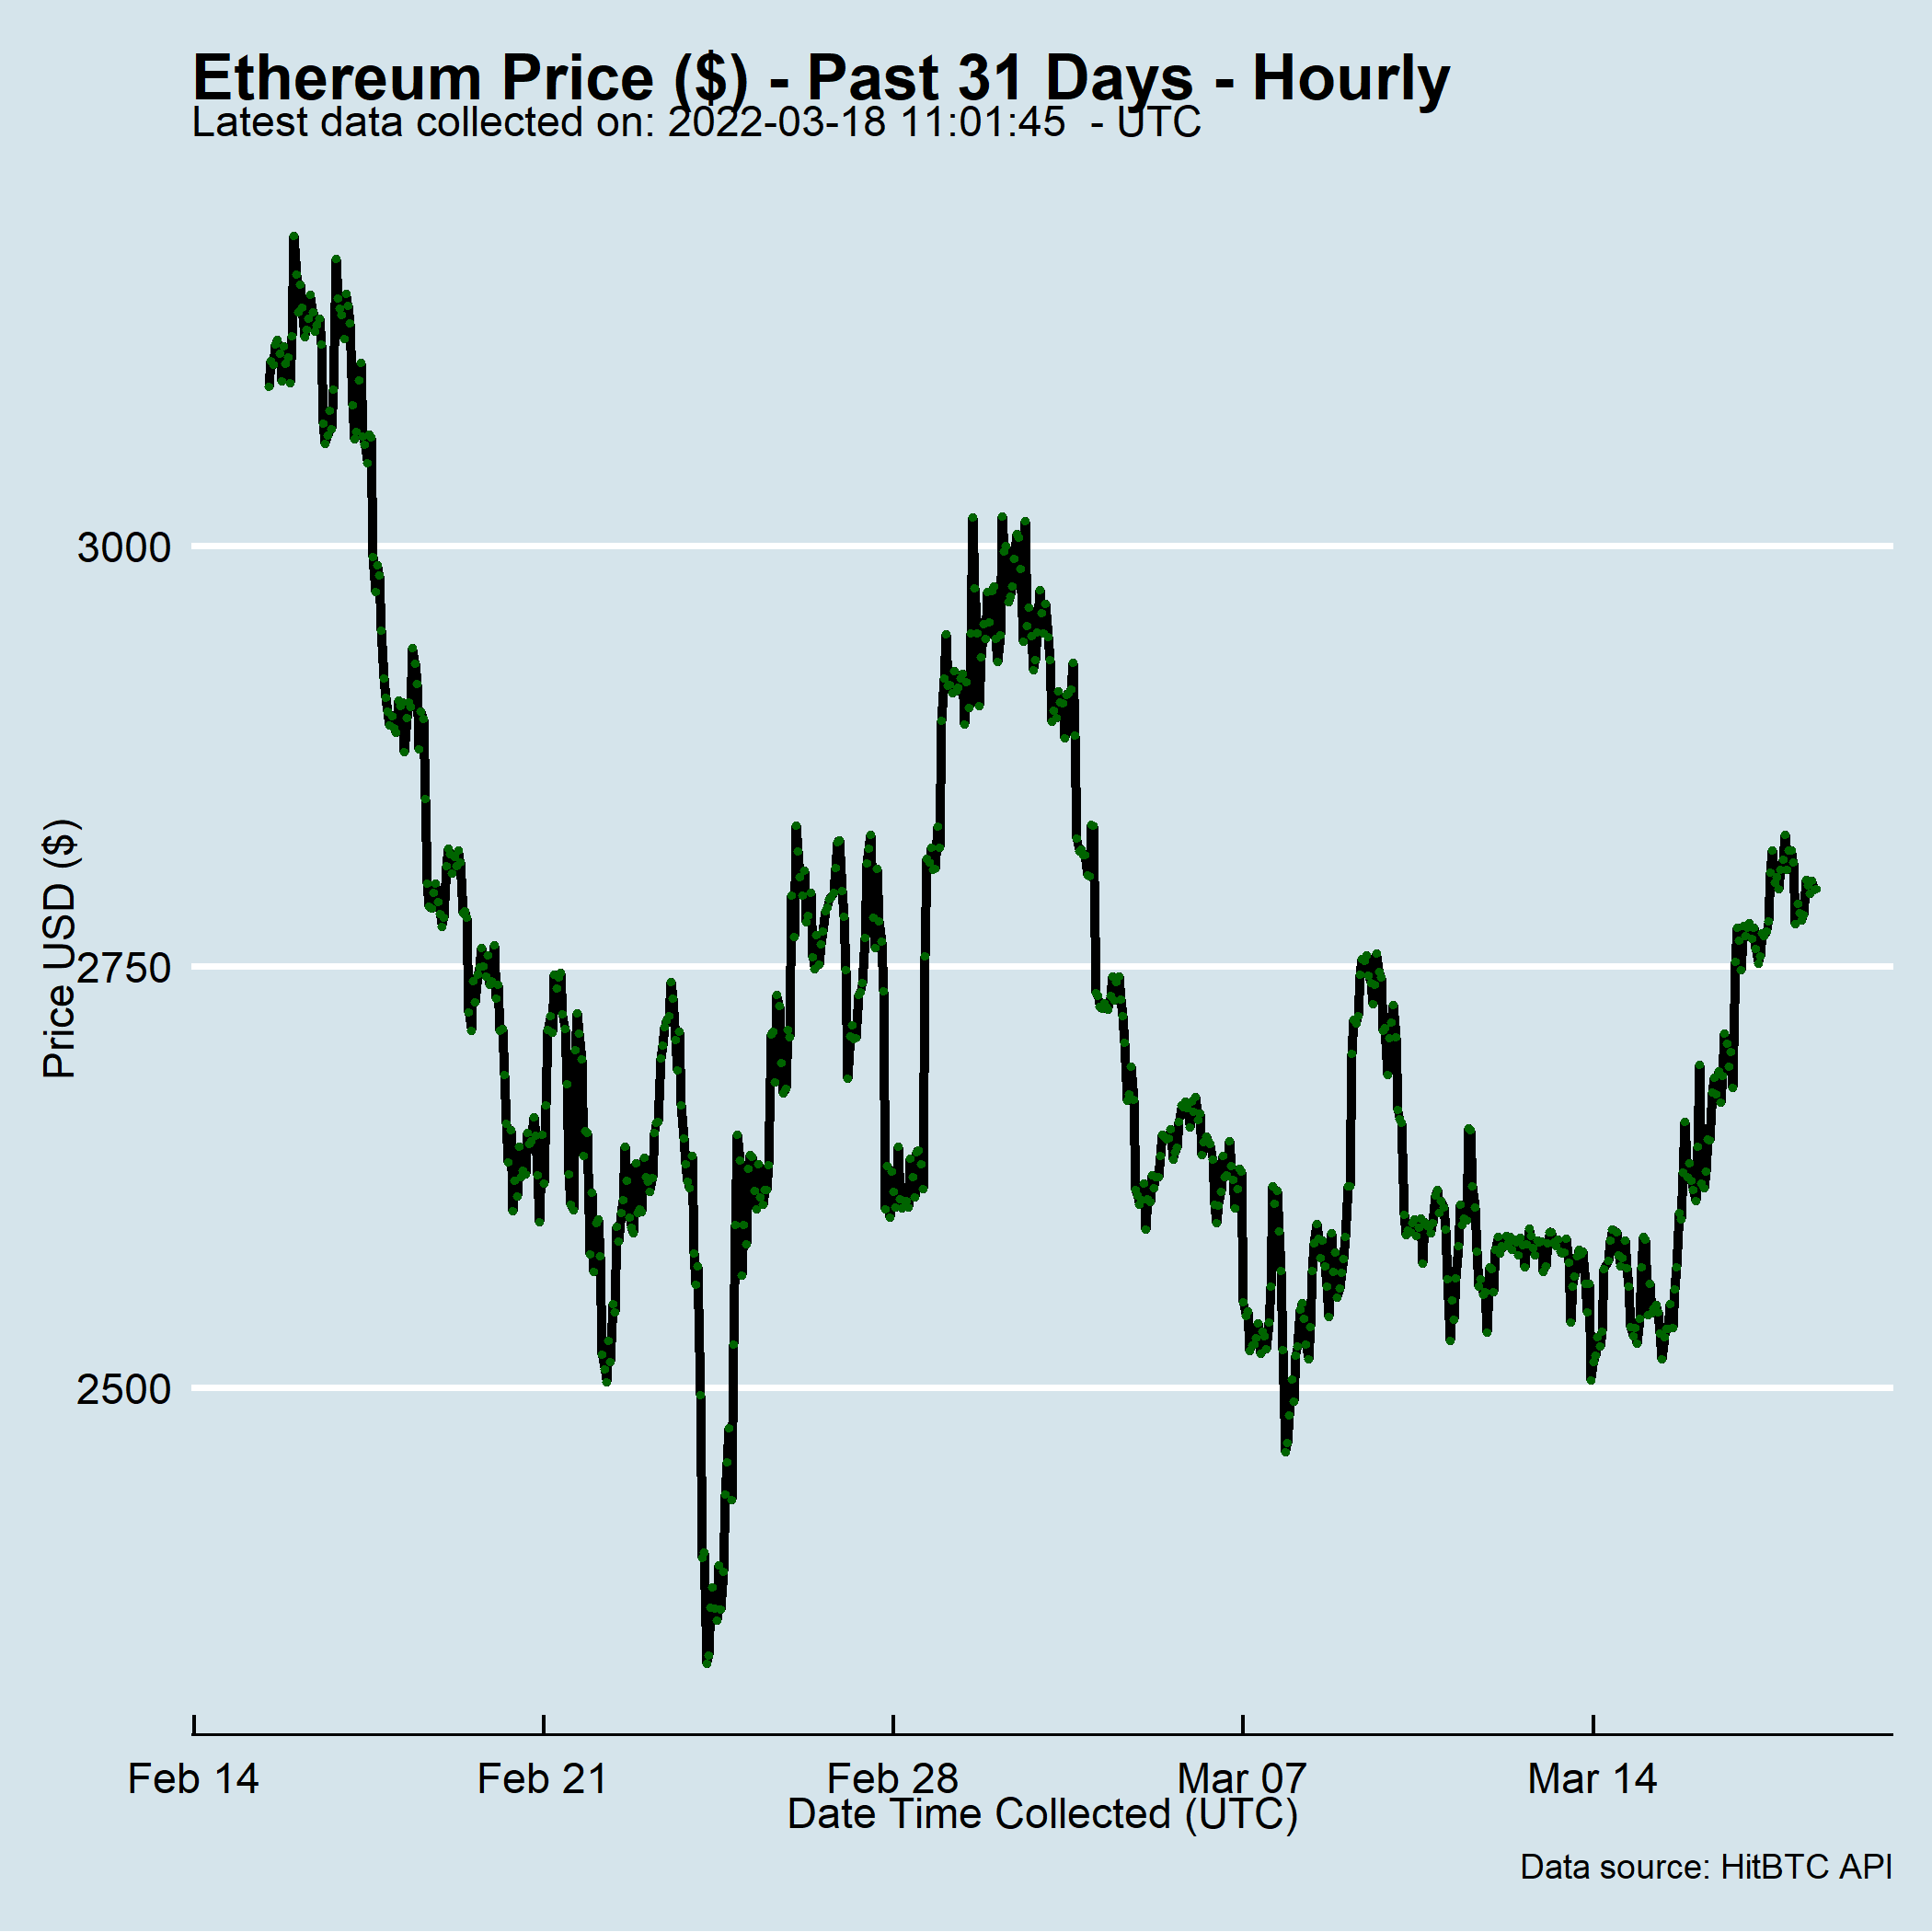 Ethereum Price ($) - Past 31 Days - Hourly
Latest data collected on: 2022-03-18 11:01:45  - UTC
3000
2750
2500
Price USD ($)
Feb 14
Feb 21
Feb 28
Mar 07
Mar 14
Date Time Collected (UTC)
Data source: HitBTC API